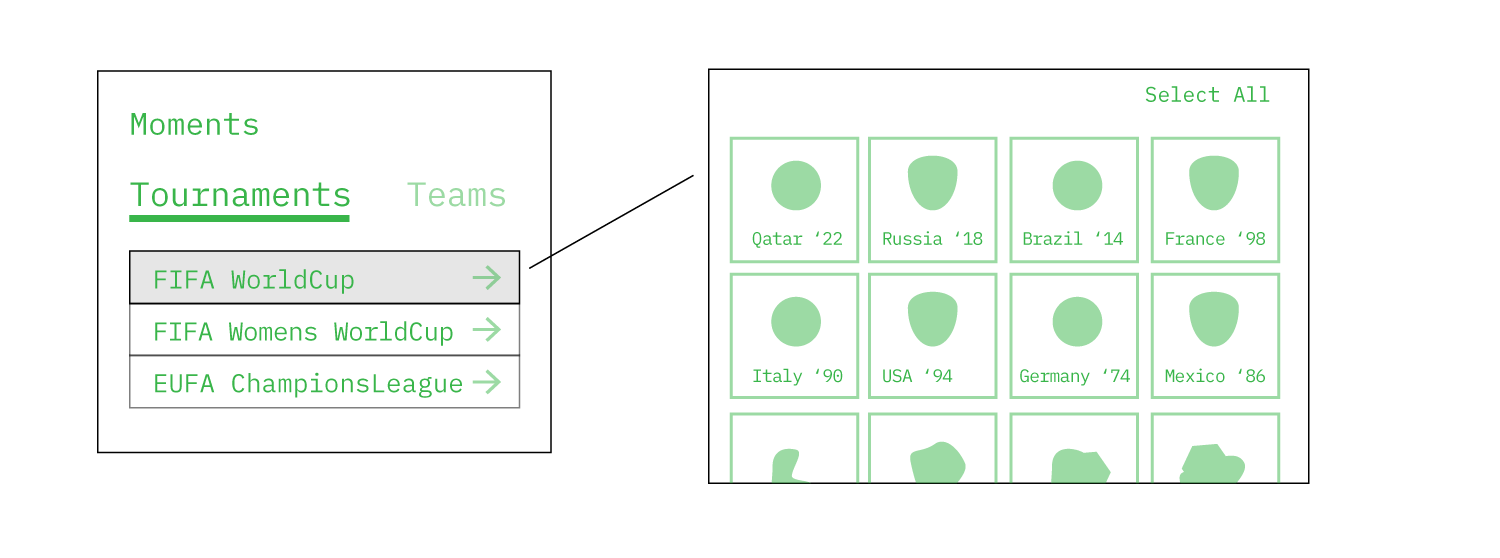 Moments
Tournaments Teams
FIFA WorldCup
FIFA Womens WorldCup
EUFA ChampionsLeague
Select All
Qatar ‘22 Russia ‘18 Brazil ‘14 France ‘98
Italy ‘90 USA ‘94 Germany ‘74 Mexico ‘86